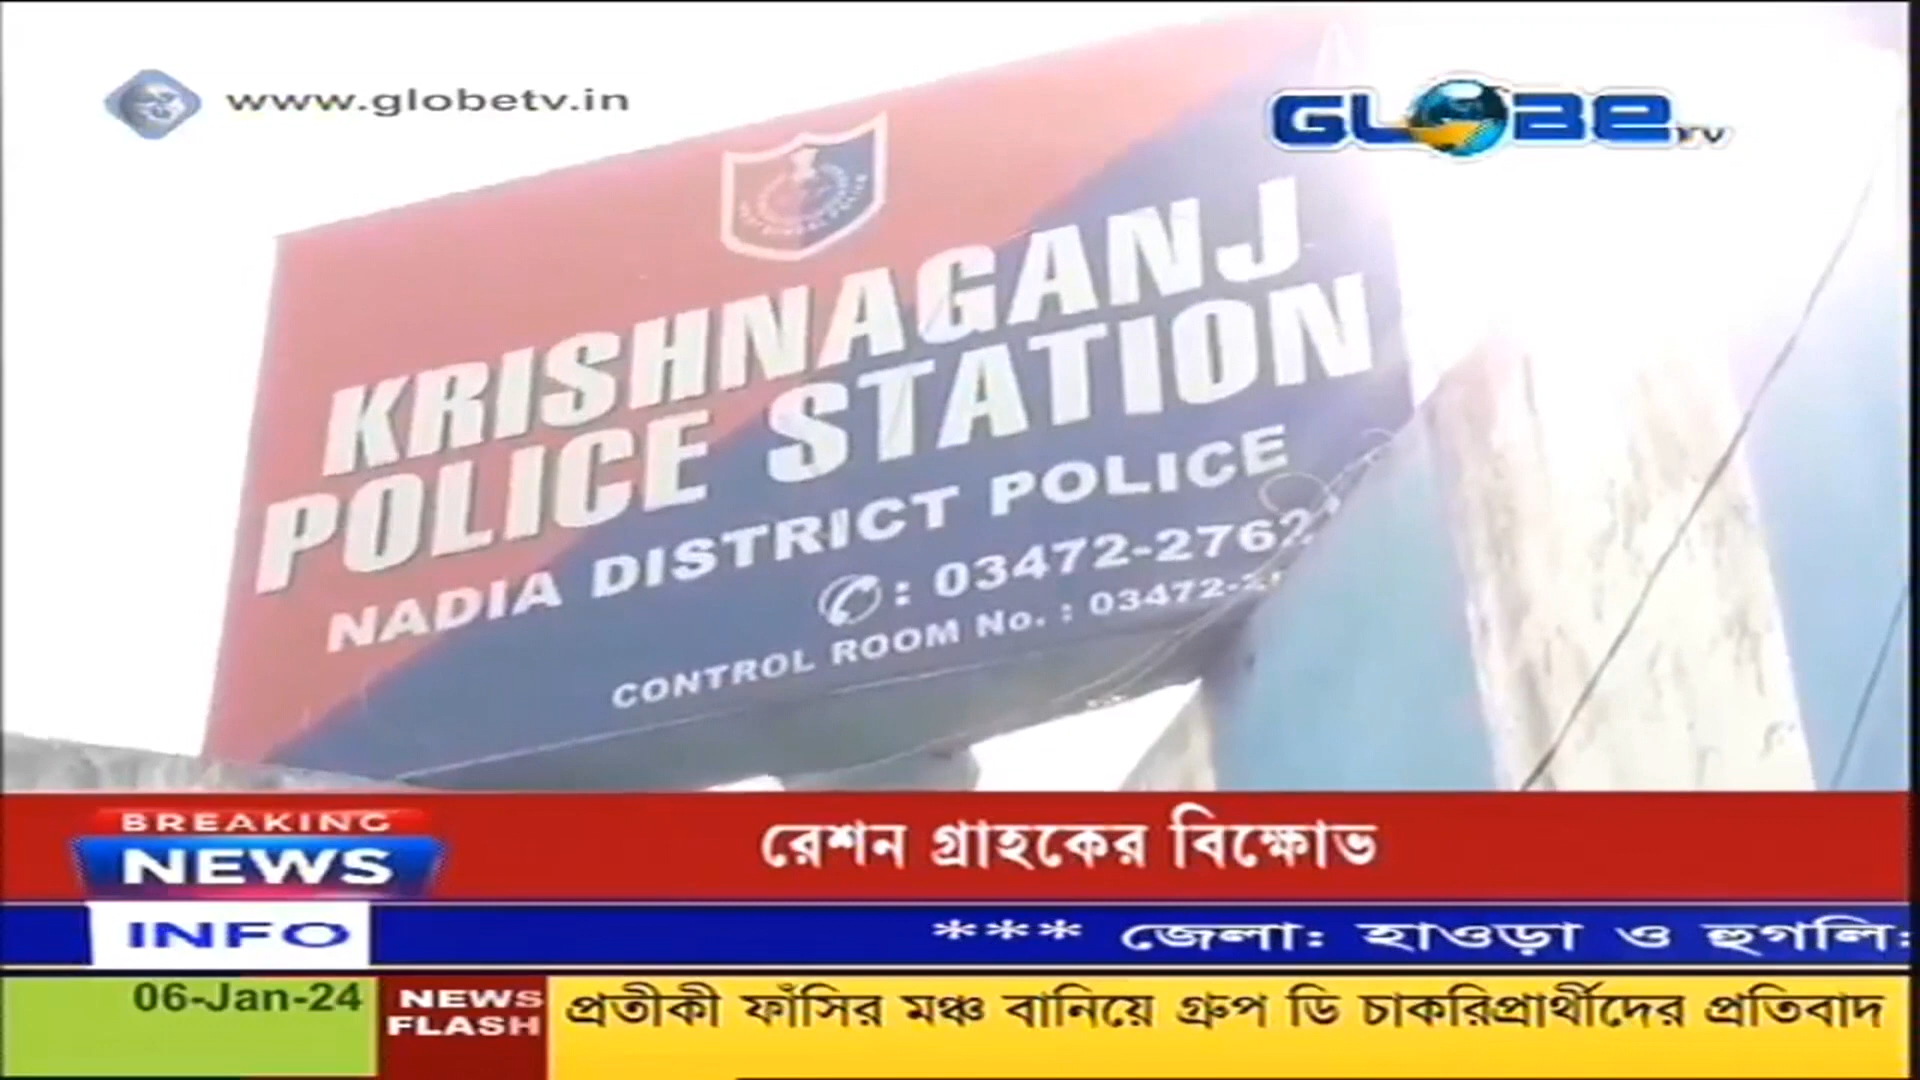 www.globetv.in
GLOBE TV
KRISHNAGANJ
POLICE STATION
NADIA DISTRICT POLICE
: 03472-2762
CONTROL ROOM No. : 03472-2
BREAKING
NEWS
রেশন গ্রাহকের বিক্ষোভ
INFO
*** জেলা: হাওড়া ও হুগলি:
06-Jan-24
NEWS
FLASH
প্রতীকী ফাঁসির মঞ্চ বানিয়ে গ্রুপ ডি চাকরিপ্রার্থীদের প্রতিবাদ